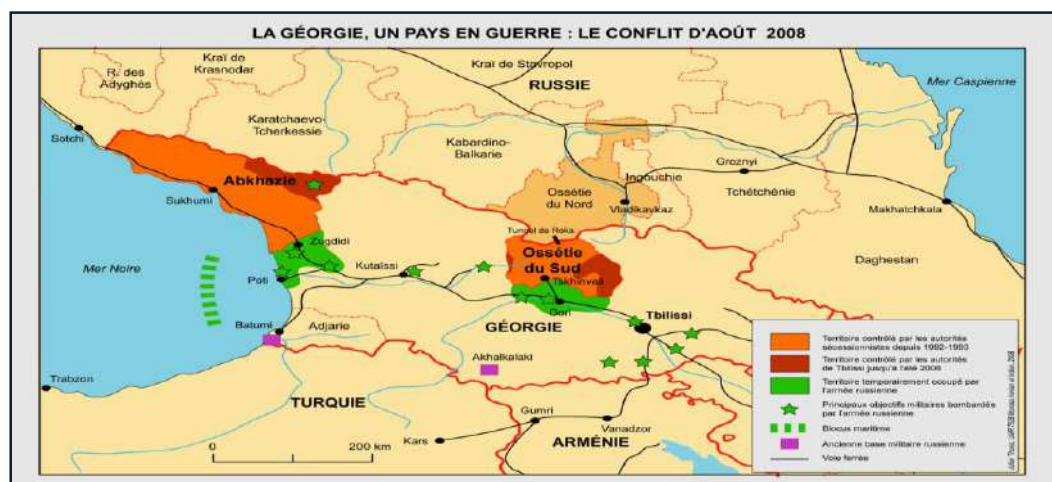 LA GÉORGIE, UN PAYS EN GUERRE : LE CONFLIT D'AOÛT 2008
R. des
Adyghés
Kraï de
Krasnodar
Kraï de Stavropol
RUSSIE
Mer Caspienne
Sotchi
Karatchaevo-
Tcherkessie
Kabardino-
Balkarie
Groznyi
Ingouchie
Tchétchénie
Abkhazie
Sukhumi
Ossétie
du Nord
Vladikavkaz
Makhatchkala
Tunnel de Roka
Zugdidi
Ossétie
du Sud
Daghestan
Mer Noire
Poti
Kutaïssi
Tskhinvali
Gori
Tbilissi
Batumi
Adjarie
GÉORGIE
Akhalkalaki
Trabzon
TURQUIE
Gumri
Kars
Vanadzor
ARMÉNIE
0 200 km
Territoire contrôlé par les autorités
sécessionnistes depuis 1992-1993
Territoire contrôlé par les autorités
de Tbilissi jusqu'à l'été 2008
Territoire temporairement occupé par
l'armée russienne
Principaux objectifs militaires bombardés
par l'armée russienne
Blocus maritime
Ancienne base militaire russienne
Voie ferrée